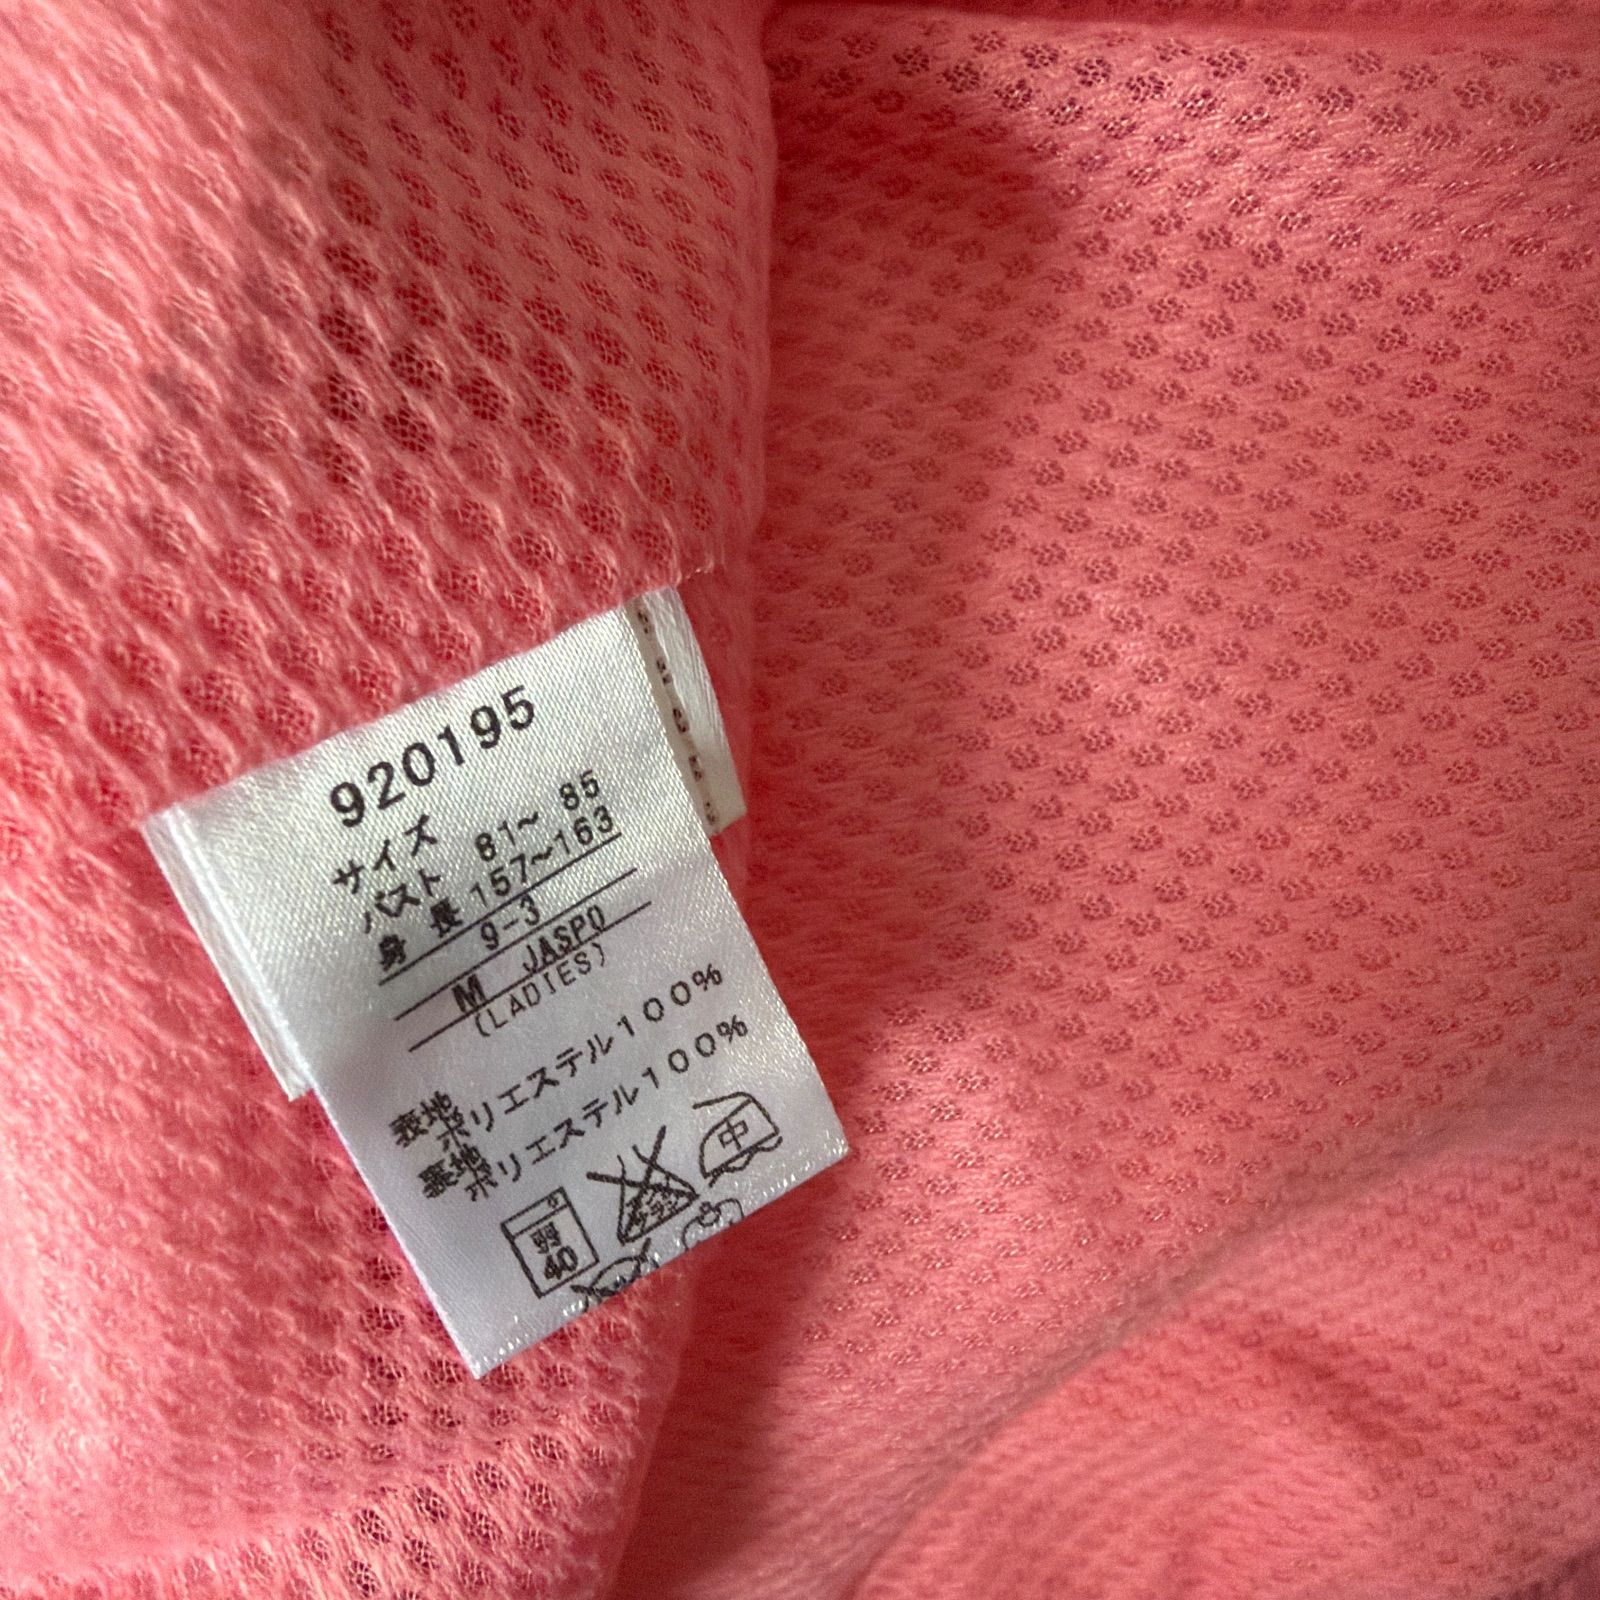 920195
サイズ
バスト 81～ 85
身 長 157～163
9-3
M JASPO
(LADIES)
表地
ポリエステル100%
裏地
ポリエステル100%
中
弱
40